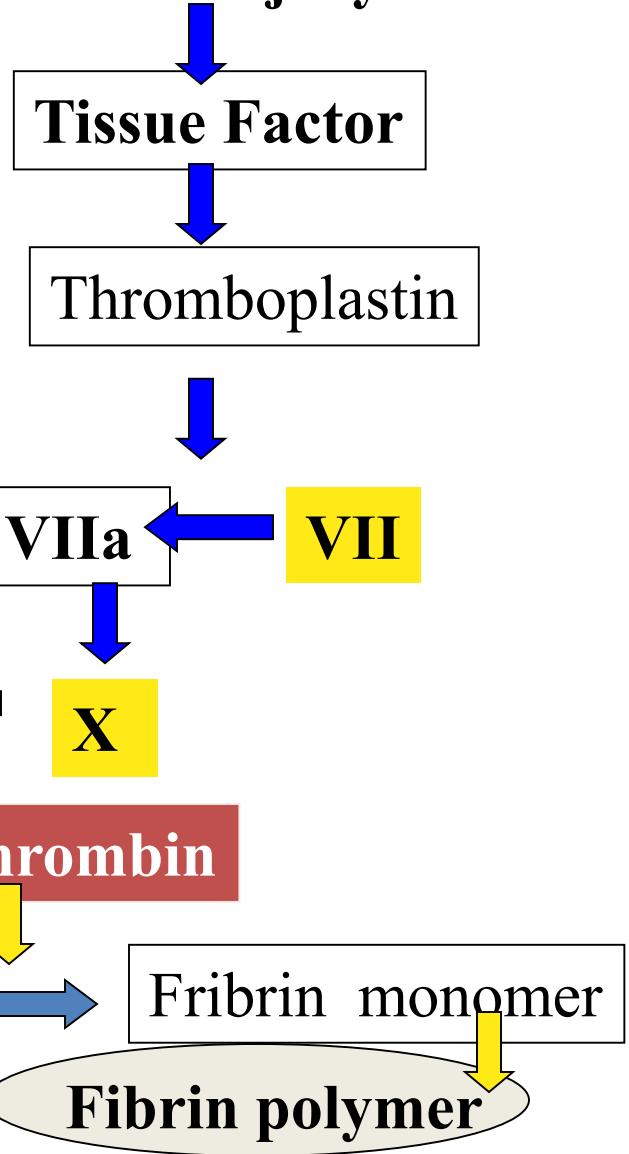 Tissue Factor
Thromboplastin
VIIa
VII
X
hrombin
Fribrin monomer
Fibrin polymer